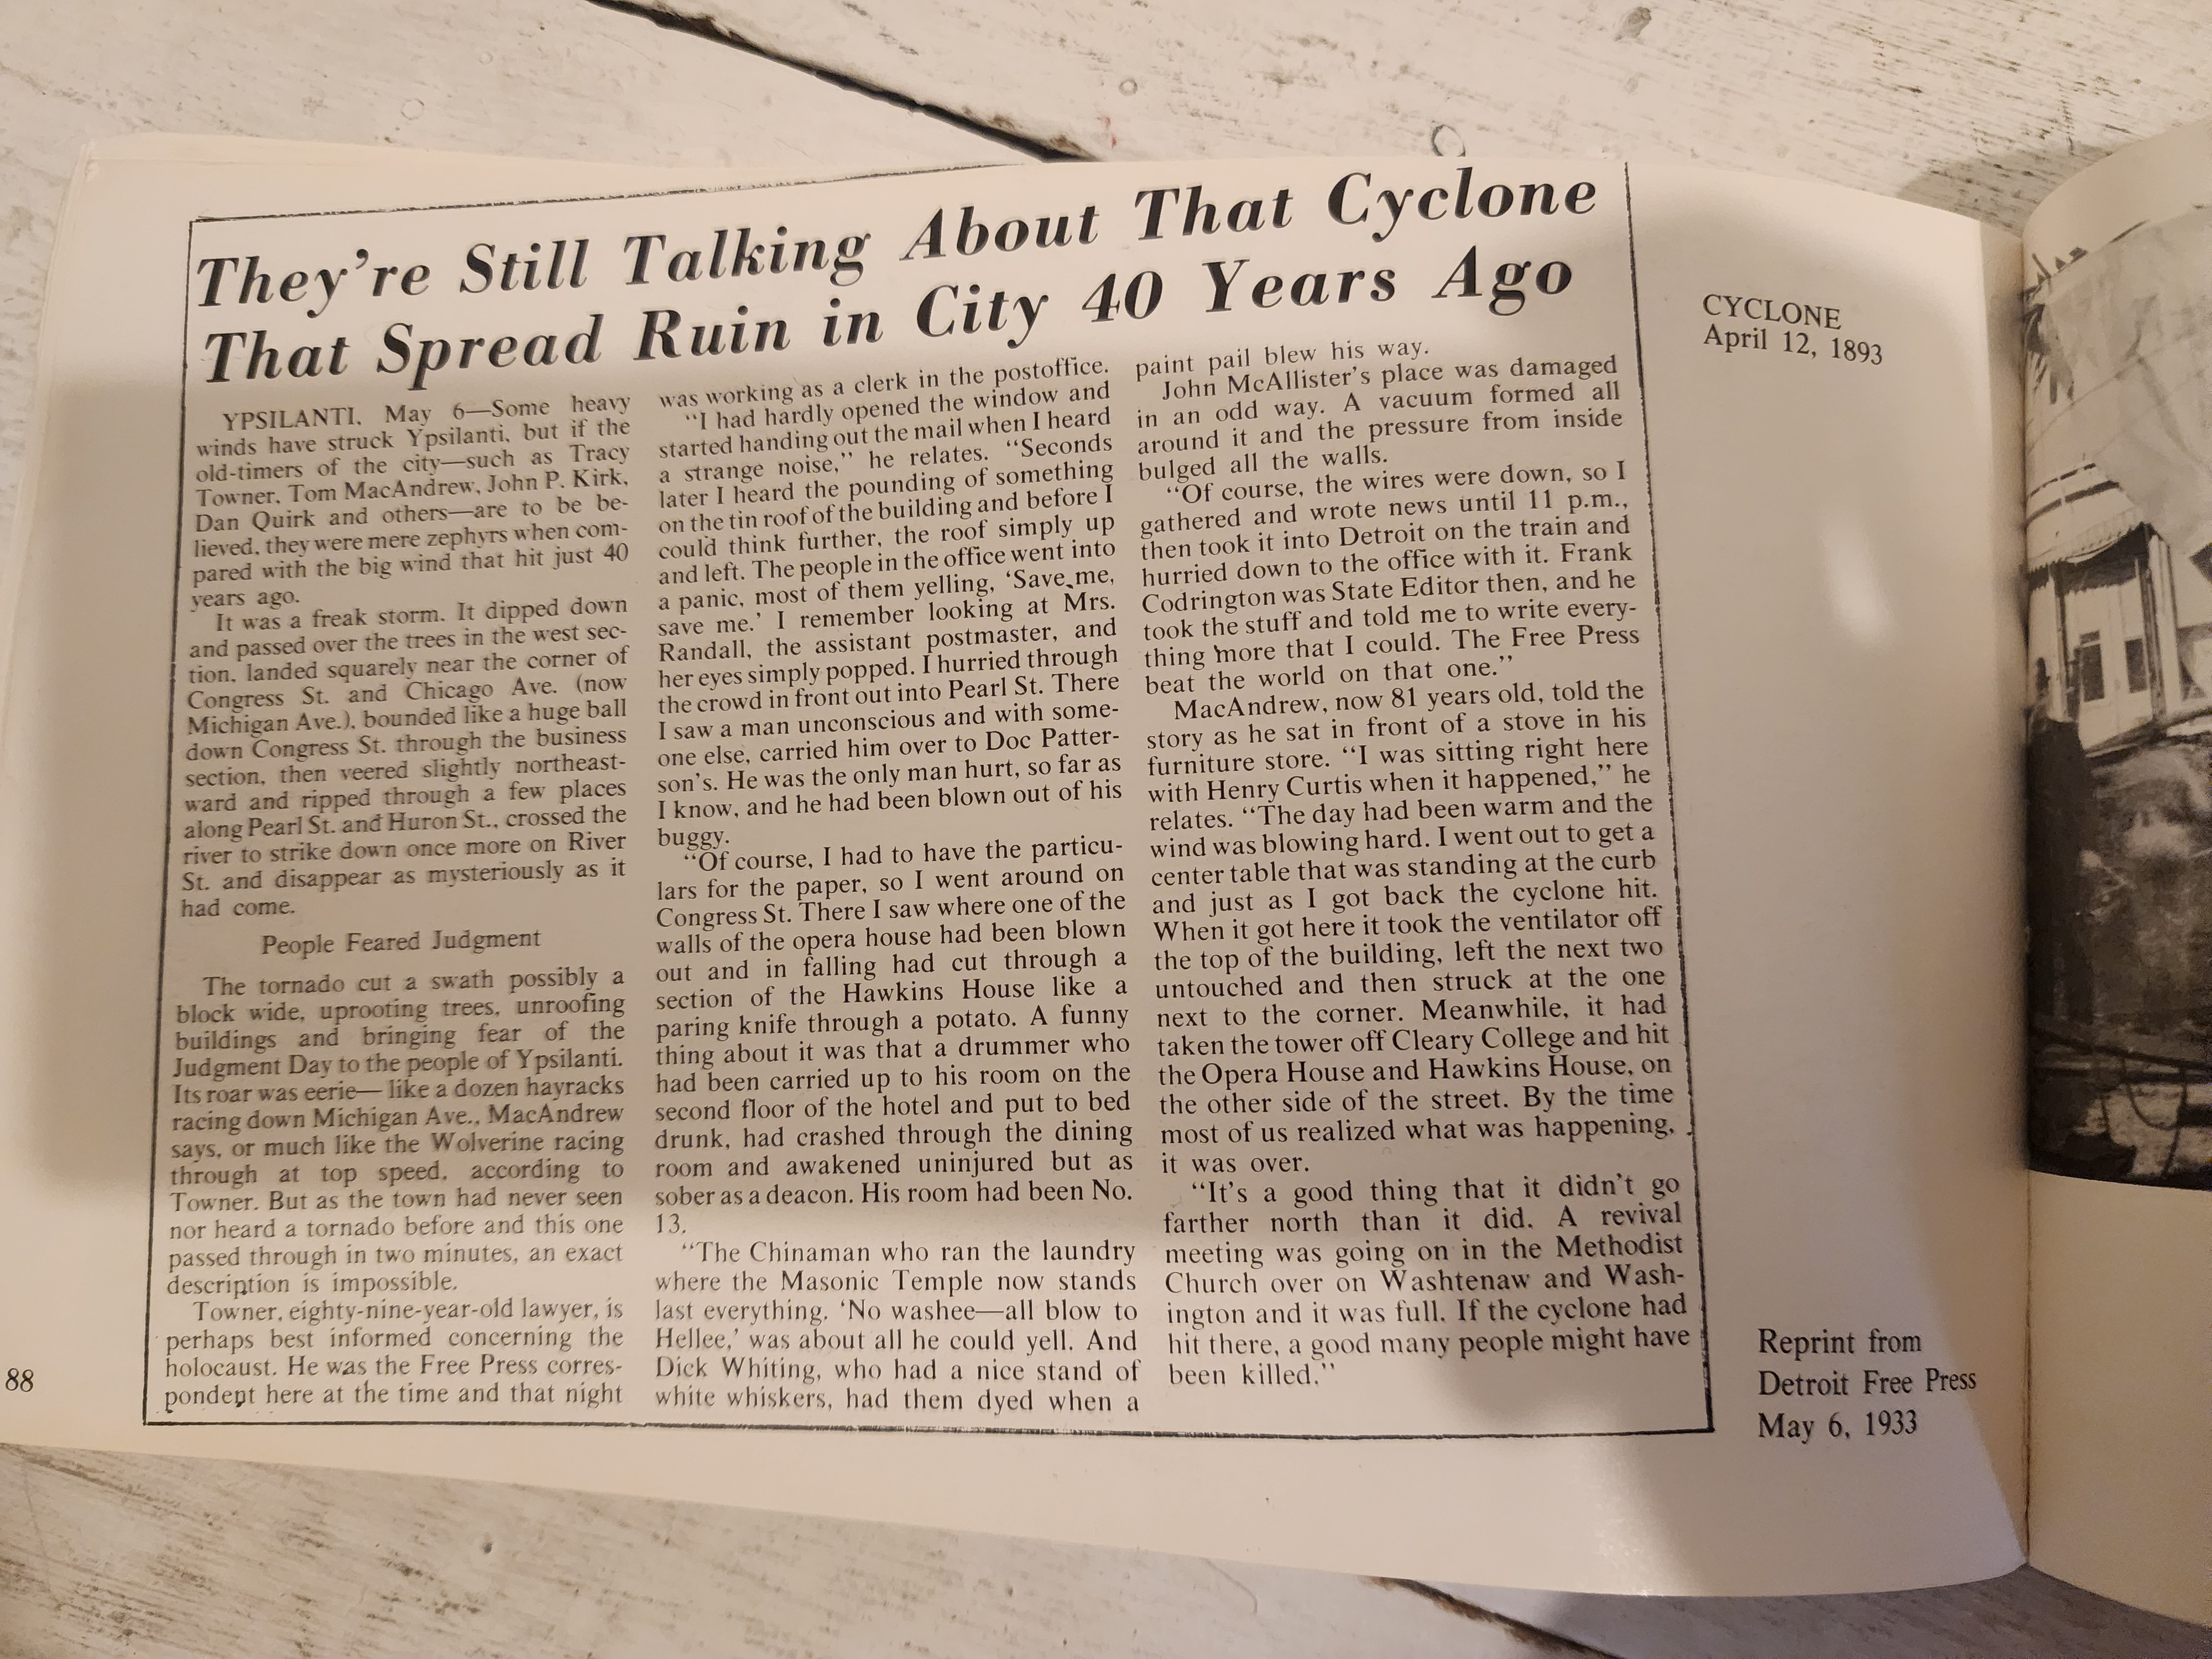 They're Still Talking About That Cyclone
That Spread Ruin in City 40 Years Ago
YPSILANTI, May 6—Some heavy
winds have struck Ypsilanti, but if the
old-timers of the city—such as Tracy
Towner, Tom MacAndrew, John P. Kirk,
Dan Quirk and others—are to be be-
lieved, they were mere zephyrs when com-
pared with the big wind that hit just 40
years ago.
It was a freak storm. It dipped down
and passed over the trees in the west sec-
tion, landed squarely near the corner of
Congress St. and Chicago Ave. (now
Michigan Ave.), bounded like a huge ball
down Congress St. through the business
section, then veered slightly northeast-
ward and ripped through a few places
along Pearl St. and Huron St., crossed the
river to strike down once more on River
St. and disappear as mysteriously as it
had come.
People Feared Judgment
The tornado cut a swath possibly a
block wide, uprooting trees, unroofing
buildings and bringing fear of the
Judgment Day to the people of Ypsilanti.
Its roar was eerie— like a dozen hayracks
racing down Michigan Ave., MacAndrew
says, or much like the Wolverine racing
through at top speed, according to
Towner. But as the town had never seen
nor heard a tornado before and this one
passed through in two minutes, an exact
description is impossible.
Towner, eighty-nine-year-old lawyer, is
perhaps best informed concerning the
holocaust. He was the Free Press corres-
pondent here at the time and that night
was working as a clerk in the postoffice.
"I had hardly opened the window and
started handing out the mail when I heard
a strange noise," he relates. "Seconds
later I heard the pounding of something
on the tin roof of the building and before I
could think further, the roof simply up
and left. The people in the office went into
a panic, most of them yelling, 'Save me,
save me.' I remember looking at Mrs.
Randall, the assistant postmaster, and
her eyes simply popped. I hurried through
the crowd in front out into Pearl St. There
I saw a man unconscious and with some-
one else, carried him over to Doc Patter-
son's. He was the only man hurt, so far as
I know, and he had been blown out of his
buggy.
"Of course, I had to have the particu-
lars for the paper, so I went around on
Congress St. There I saw where one of the
walls of the opera house had been blown
out and in falling had cut through a
section of the Hawkins House like a
paring knife through a potato. A funny
thing about it was that a drummer who
had been carried up to his room on the
second floor of the hotel and put to bed
drunk, had crashed through the dining
room and awakened uninjured but as
sober as a deacon. His room had been No.
13.
"The Chinaman who ran the laundry
where the Masonic Temple now stands
last everything. 'No washee—all blow to
Hellee,' was about all he could yell. And
Dick Whiting, who had a nice stand of
white whiskers, had them dyed when a
paint pail blew his way.
John McAllister's place was damaged
in an odd way. A vacuum formed all
around it and the pressure from inside
bulged all the walls.
"Of course, the wires were down, so I
gathered and wrote news until 11 p.m.,
then took it into Detroit on the train and
hurried down to the office with it. Frank
Codrington was State Editor then, and he
took the stuff and told me to write every-
thing more that I could. The Free Press
beat the world on that one."
MacAndrew, now 81 years old, told the
story as he sat in front of a stove in his
furniture store. "I was sitting right here
with Henry Curtis when it happened," he
relates. "The day had been warm and the
wind was blowing hard. I went out to get a
center table that was standing at the curb
and just as I got back the cyclone hit.
When it got here it took the ventilator off
the top of the building, left the next two
untouched and then struck at the one
next to the corner. Meanwhile, it had
taken the tower off Cleary College and hit
the Opera House and Hawkins House, on
the other side of the street. By the time
most of us realized what was happening,
it was over.
"It's a good thing that it didn't go
farther north than it did. A revival
meeting was going on in the Methodist
Church over on Washtenaw and Wash-
ington and it was full. If the cyclone had
hit there, a good many people might have
been killed."
CYCLONE
April 12, 1893
Reprint from
Detroit Free Press
May 6, 1933
88